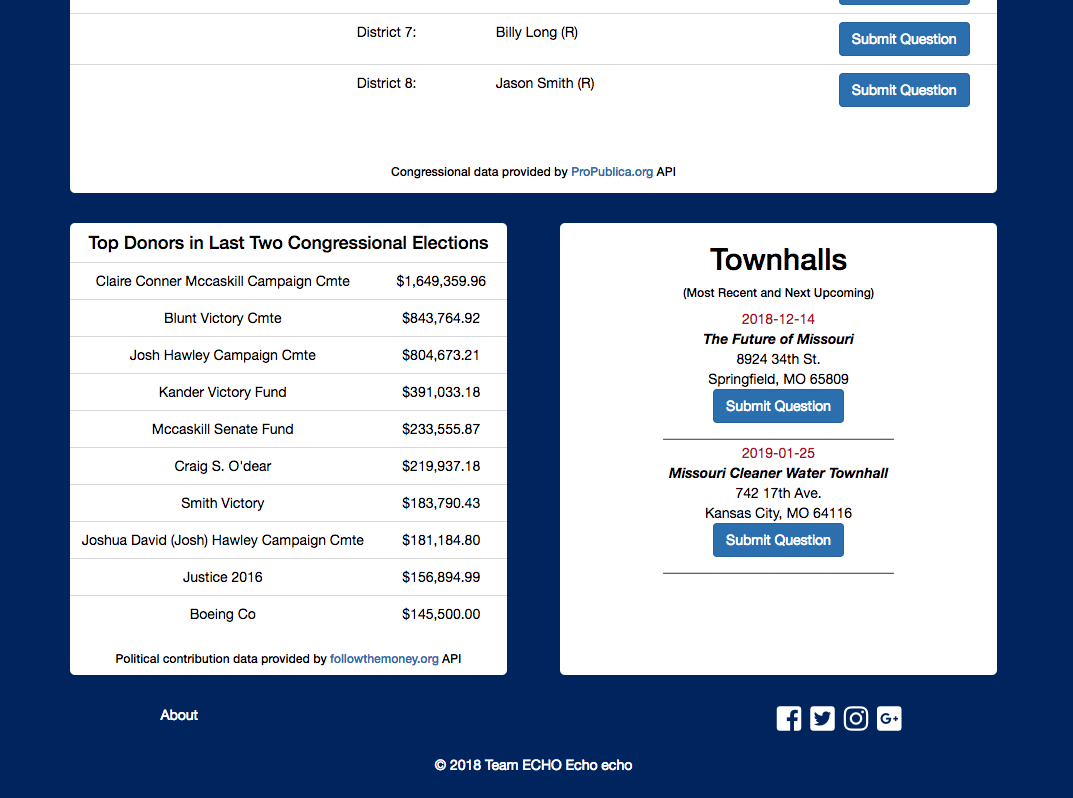 District 7: Billy Long (R) Submit Question
District 8: Jason Smith (R) Submit Question
Congressional data provided by ProPublica.org API
Top Donors in Last Two Congressional Elections
Claire Conner Mccaskill Campaign Cmte $1,649,359.96
Blunt Victory Cmte $843,764.92
Josh Hawley Campaign Cmte $804,673.21
Kander Victory Fund $391,033.18
Mccaskill Senate Fund $233,555.87
Craig S. O'dear $219,937.18
Smith Victory $183,790.43
Joshua David (Josh) Hawley Campaign Cmte $181,184.80
Justice 2016 $156,894.99
Boeing Co $145,500.00
Political contribution data provided by followthemoney.org API
Townhalls
(Most Recent and Next Upcoming)
2018-12-14
The Future of Missouri
8924 34th St.
Springfield, MO 65809
Submit Question
2019-01-25
Missouri Cleaner Water Townhall
742 17th Ave.
Kansas City, MO 64116
Submit Question
About
© 2018 Team ECHO Echo echo